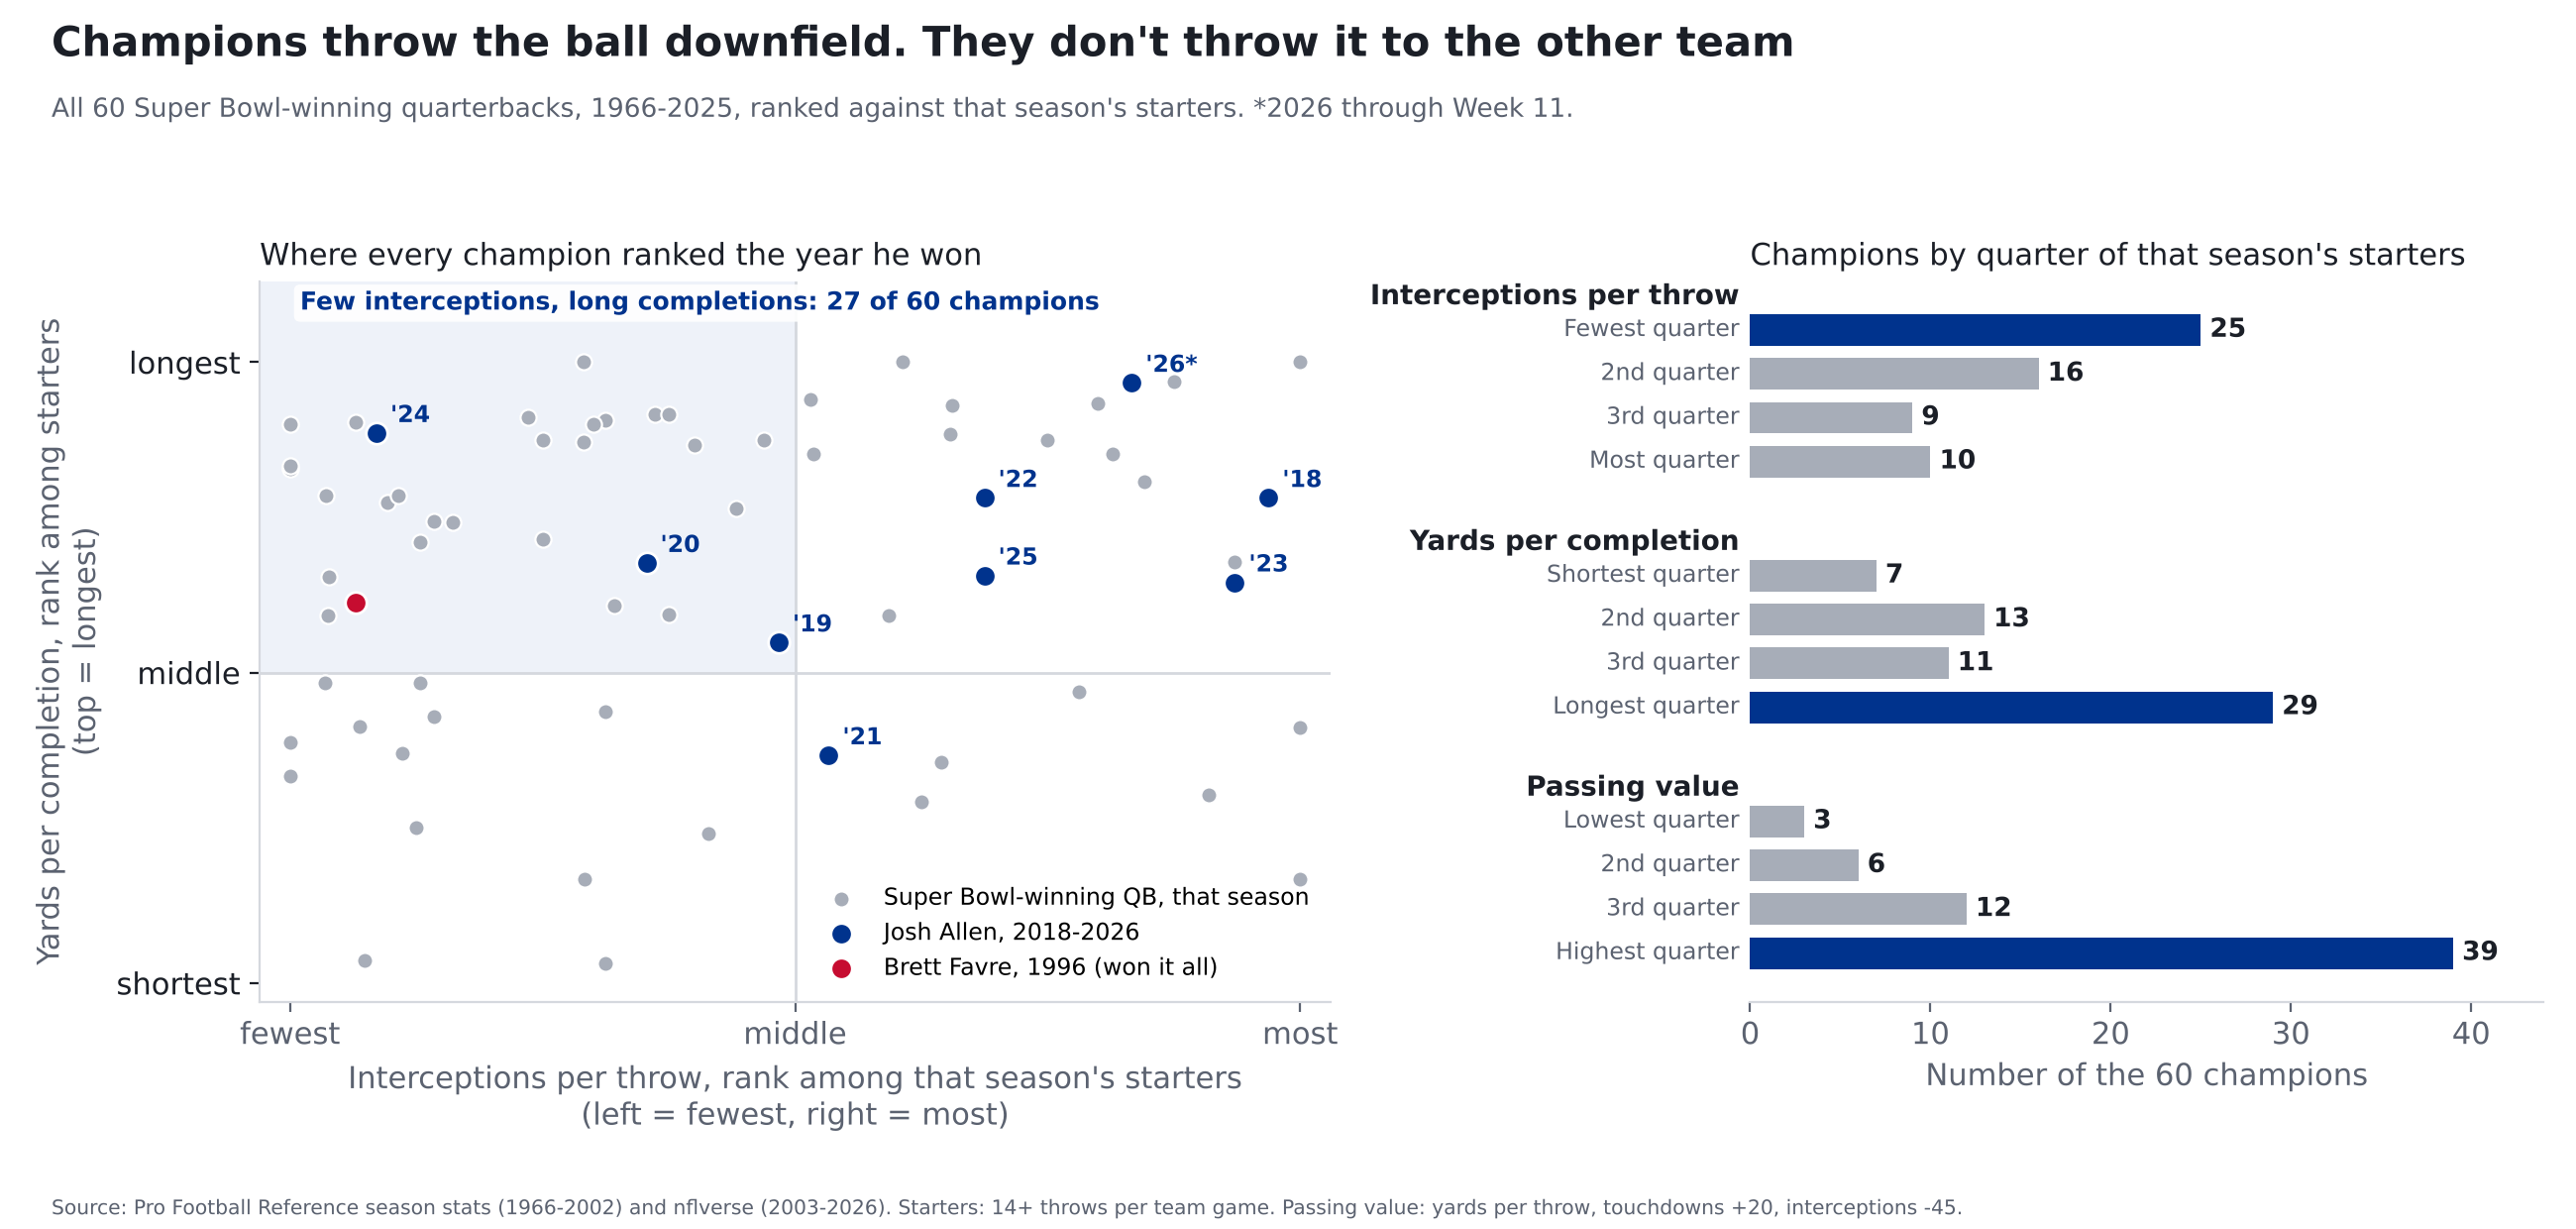 Champions throw the ball downfield. They don't throw it to the other team
All 60 Super Bowl-winning quarterbacks, 1966-2025, ranked against that season's starters. *2026 through Week 11.
Where every champion ranked the year he won
Few interceptions, long completions: 27 of 60 champions
Yards per completion, rank among starters
(top = longest)
longest
middle
shortest
'26*
'24
'22
'18
'20
'25
'23
'19
'21
Super Bowl-winning QB, that season
Josh Allen, 2018-2026
Brett Favre, 1996 (won it all)
fewest
middle
most
Interceptions per throw, rank among that season's starters
(left = fewest, right = most)
Champions by quarter of that season's starters
Interceptions per throw
Fewest quarter 25
2nd quarter 16
3rd quarter 9
Most quarter 10
Yards per completion
Shortest quarter 7
2nd quarter 13
3rd quarter 11
Longest quarter 29
Passing value
Lowest quarter 3
2nd quarter 6
3rd quarter 12
Highest quarter 39
0 10 20 30 40
Number of the 60 champions
Source: Pro Football Reference season stats (1966-2002) and nflverse (2003-2026). Starters: 14+ throws per team game. Passing value: yards per throw, touchdowns +20, interceptions -45.